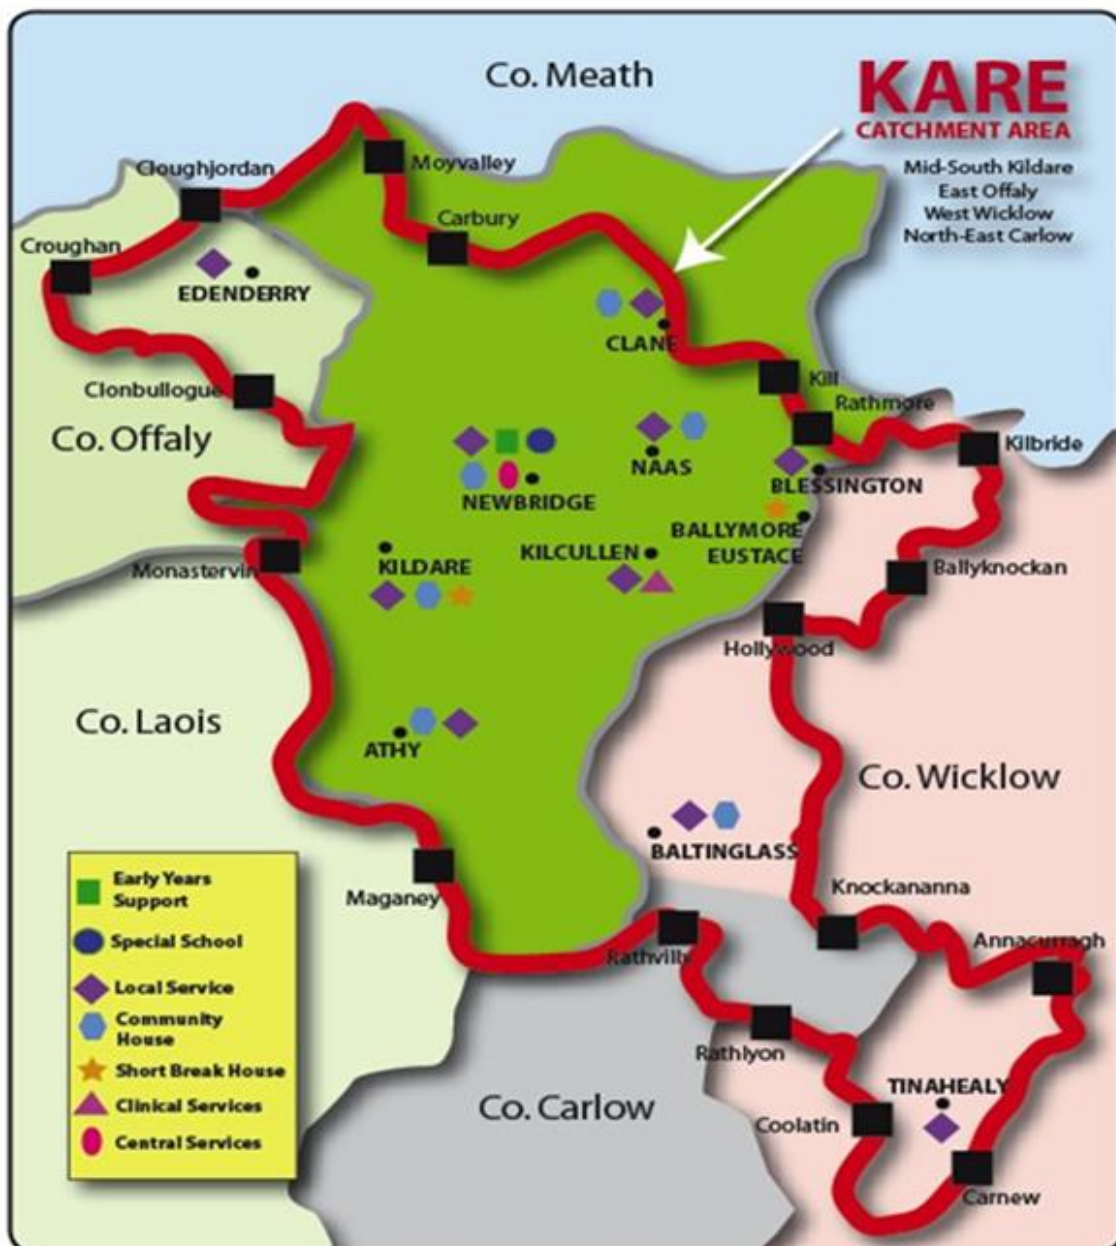 Co. Meath
KARE
CATCHMENT AREA
Mid-South Kildare
East Offaly
West Wicklow
North-East Carlow
Cloughjordan
Moyvalley
Carbury
Croughan
EDENDERRY
CLANE
Clonbullogue
Kill
Rathmore
Co. Offaly
Kilbride
NAAS
BLESSINGTON
NEWBRIDGE
BALLYMORE
EUSTACE
KILCULLEN
Monastervin
KILDARE
Ballyknockan
Hollywood
Co. Laois
ATHY
Co. Wicklow
BALTINGLASS
Maganey
Knockananna
Annacurragh
Rathvilly
Rathlyon
TINAHEALY
Co. Carlow
Coolatin
Carnew
Early Years
Support
Special School
Local Service
Community
House
Short Break House
Clinical Services
Central Services